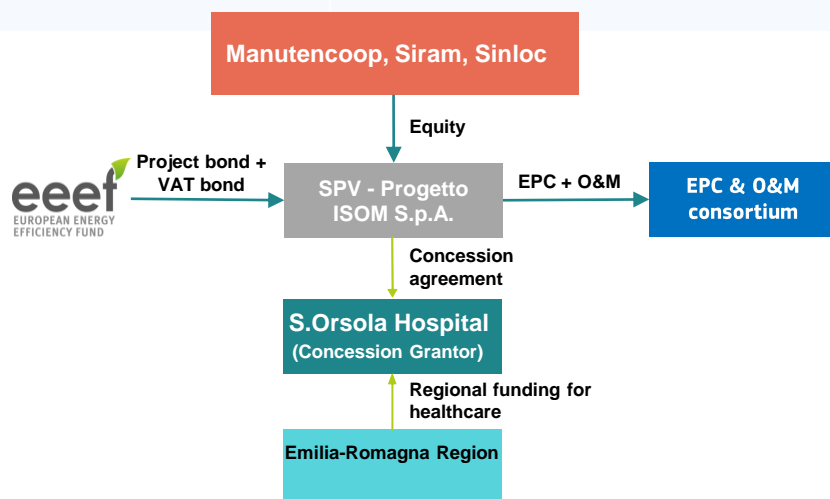 Manutencoop, Siram, Sinloc
Equity
Project bond +
VAT bond
eeef
EUROPEAN ENERGY
EFFICIENCY FUND
SPV - Progetto
ISOM S.p.A.
EPC + O&M
EPC & O&M
consortium
Concession
agreement
S.Orsola Hospital
(Concession Grantor)
Regional funding for
healthcare
Emilia-Romagna Region